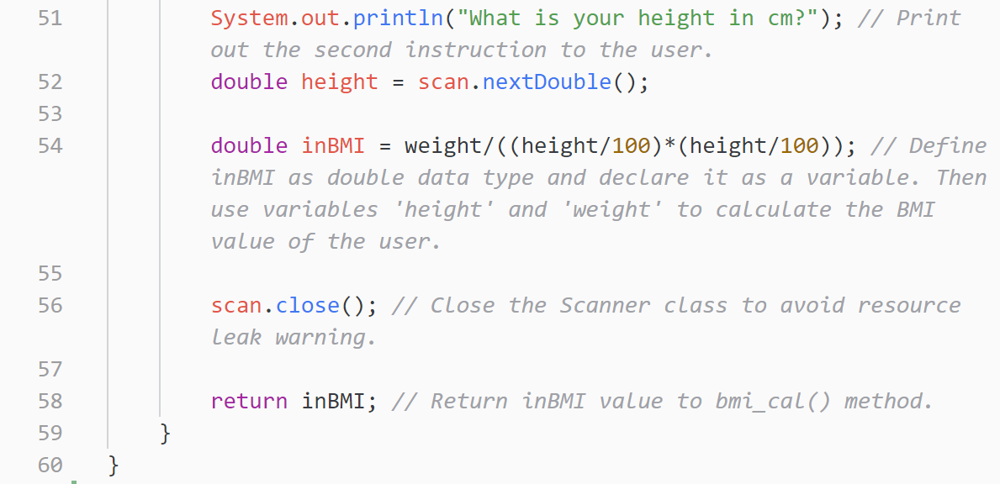 51 System.out.println("What is your height in cm?"); // Print
out the second instruction to the user.
52 double height = scan.nextDouble();
53
54 double inBMI = weight/((height/100)*(height/100)); // Define
inBMI as double data type and declare it as a variable. Then
use variables 'height' and 'weight' to calculate the BMI
value of the user.
55
56 scan.close(); // Close the Scanner class to avoid resource
leak warning.
57
58 return inBMI; // Return inBMI value to bmi_cal() method.
59 }
60 }